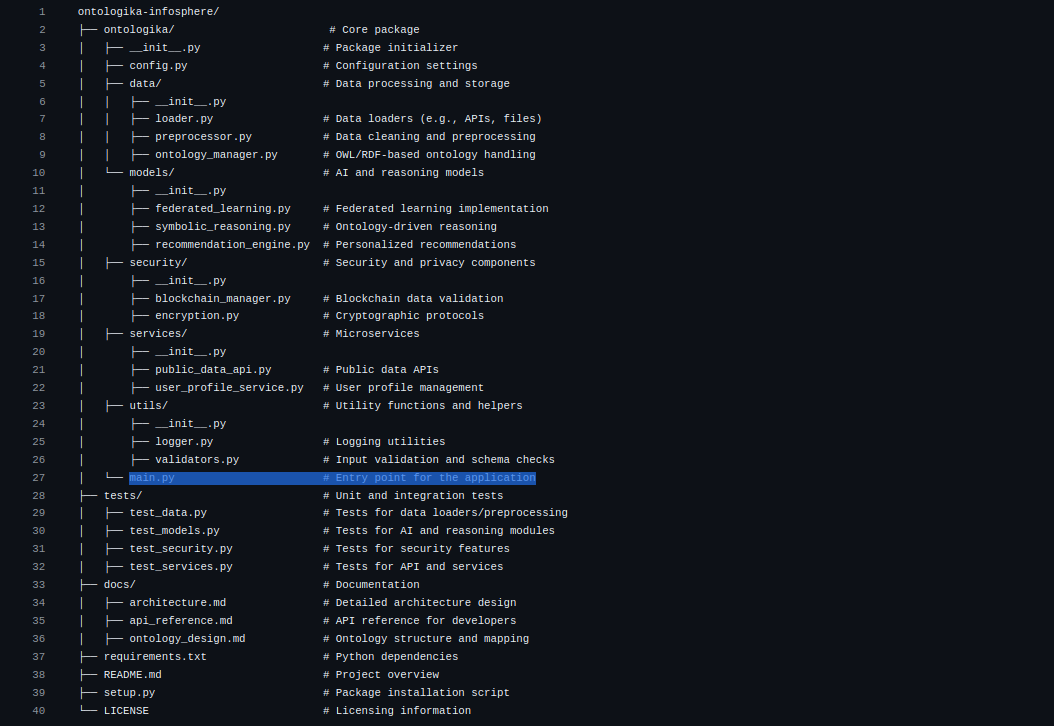 1 ontologika-infosphere/
2 ├── ontologika/                        # Core package
3 │   ├── __init__.py                   # Package initializer
4 │   ├── config.py                     # Configuration settings
5 │   ├── data/                         # Data processing and storage
6 │   │   ├── __init__.py
7 │   │   ├── loader.py                 # Data loaders (e.g., APIs, files)
8 │   │   ├── preprocessor.py           # Data cleaning and preprocessing
9 │   │   ├── ontology_manager.py       # OWL/RDF-based ontology handling
10 │   └── models/                       # AI and reasoning models
11 │       ├── __init__.py
12 │       ├── federated_learning.py     # Federated learning implementation
13 │       ├── symbolic_reasoning.py     # Ontology-driven reasoning
14 │       ├── recommendation_engine.py  # Personalized recommendations
15 │   ├── security/                     # Security and privacy components
16 │       ├── __init__.py
17 │       ├── blockchain_manager.py     # Blockchain data validation
18 │       ├── encryption.py             # Cryptographic protocols
19 │   ├── services/                     # Microservices
20 │       ├── __init__.py
21 │       ├── public_data_api.py        # Public data APIs
22 │       ├── user_profile_service.py   # User profile management
23 │   ├── utils/                        # Utility functions and helpers
24 │       ├── __init__.py
25 │       ├── logger.py                 # Logging utilities
26 │       ├── validators.py             # Input validation and schema checks
27 │   └── main.py                       # Entry point for the application
28 ├── tests/                            # Unit and integration tests
29 │   ├── test_data.py                  # Tests for data loaders/preprocessing
30 │   ├── test_models.py                # Tests for AI and reasoning modules
31 │   ├── test_security.py              # Tests for security features
32 │   ├── test_services.py              # Tests for API and services
33 ├── docs/                             # Documentation
34 │   ├── architecture.md               # Detailed architecture design
35 │   ├── api_reference.md              # API reference for developers
36 │   ├── ontology_design.md            # Ontology structure and mapping
37 ├── requirements.txt                  # Python dependencies
38 ├── README.md                         # Project overview
39 ├── setup.py                          # Package installation script
40 └── LICENSE                           # Licensing information